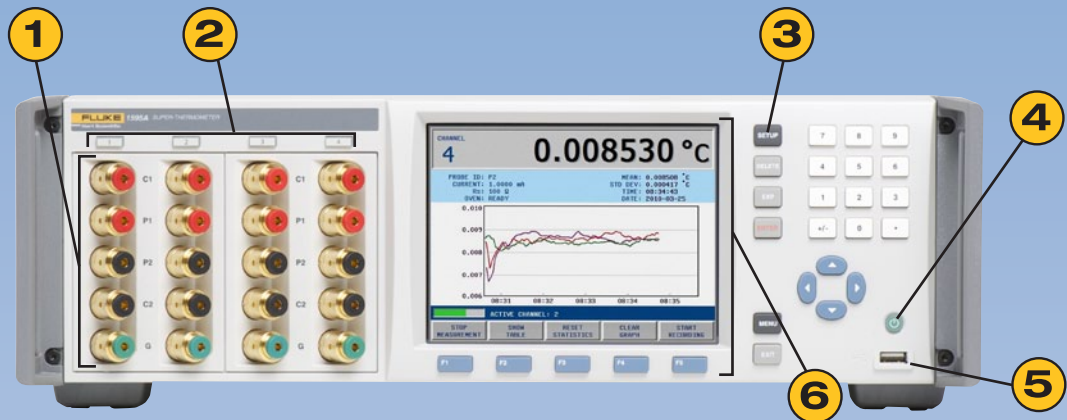 1
2
3
4
5
6
FLUKE 1595A SUPER-THERMOMETER
1 2 3 4
C1 C1
P1 P1
P2 P2
C2 C2
G G
CHANNEL
4 0.008530 °C
PROBE ID: P2
CURRENT: 1.0000 mA
Rs: 100 Ω
OVEN: READY
MEAN: 0.008508 °C
STD DEV: 0.000417 °C
TIME: 08:34:43
DATE: 2010-03-25
0.010
0.009
0.008
0.007
0.006
08:31 08:32 08:33 08:34 08:35
ACTIVE CHANNEL: 2
STOP MEASUREMENT
SHOW TABLE
RESET STATISTICS
CLEAR GRAPH
START RECORDING
F1 F2 F3 F4 F5
SETUP
DELETE
EXP
ENTER
MENU
EXIT
7 8 9
4 5 6
1 2 3
+/- 0 •